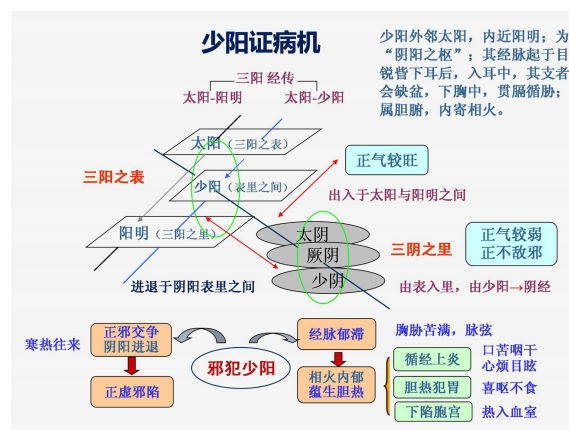 少阳证病机
少阳外邻太阳，内近阳明；为
“阴阳之枢”；其经脉起于目
锐眥下耳后，入耳中，其支者
会缺盆，下胸中，贯膈循胁；
属胆腑，内寄相火。
三阳 经传
太阳-阳明
太阳-少阳
太阳（三阳之表）
正气较旺
三阳之表
少阳（表里之间）
出入于太阳与阳明之间
阳明（三阳之里）
太阴
厥阴
少阴
三阴之里
正气较弱
正不敌邪
进退于阴阳表里之间
由表入里，由少阳→阴经
寒热往来
正邪交争
阴阳进退
正虚邪陷
邪犯少阳
经脉郁滞
相火内郁
蕴生胆热
胸胁苦满，脉弦
循经上炎
口苦咽干
心烦目眩
胆热犯胃
喜呕不食
下陷胞宫
热入血室